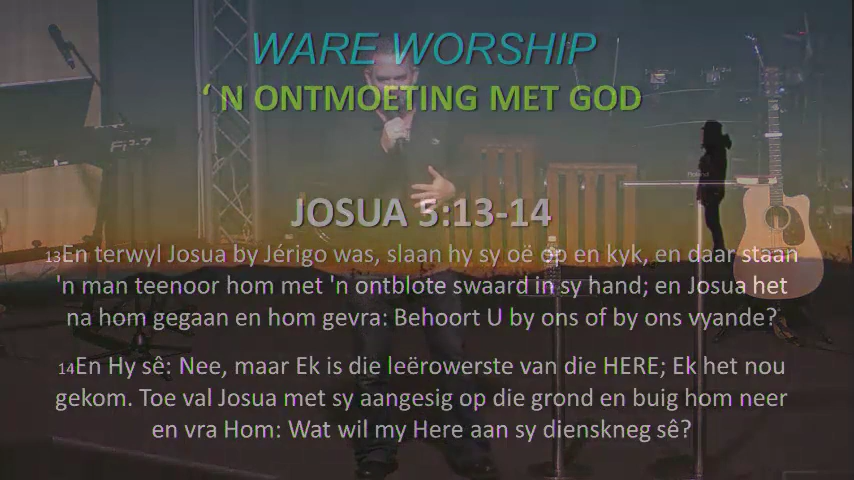 WARE WORSHIP
‘ N ONTMOETING MET GOD
JOSUA 5:13-14
13En terwyl Josua by Jérigo was, slaan hy sy oë op en kyk, en daar staan
'n man teenoor hom met 'n ontblote swaard in sy hand; en Josua het
na hom gegaan en hom gevra: Behoort U by ons of by ons vyande?
14En Hy sê: Nee, maar Ek is die leërowerste van die HERE; Ek het nou
gekom. Toe val Josua met sy aangesig op die grond en buig hom neer
en vra Hom: Wat wil my Here aan sy dienskneg sê?